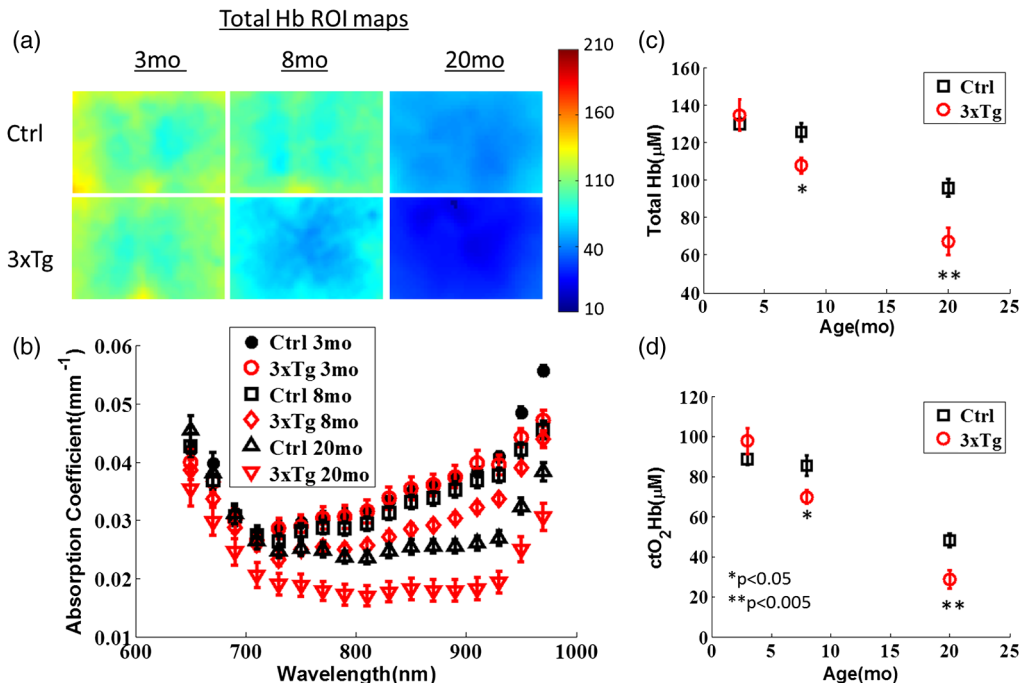 (a)
Total Hb ROI maps
3mo 8mo 20mo
Ctrl
3xTg
210
160
110
40
10
(b)
Absorption Coefficient(mm⁻¹)
0.06
0.05
0.04
0.03
0.02
0.01
600 700 800 900 1000
Wavelength(nm)
Ctrl 3mo
3xTg 3mo
Ctrl 8mo
3xTg 8mo
Ctrl 20mo
3xTg 20mo
(c)
Total Hb(µM)
160
140
120
100
80
60
40
0 5 10 15 20 25
Age(mo)
Ctrl
3xTg
*
**
(d)
ctO₂Hb(µM)
120
100
80
60
40
20
0
0 5 10 15 20 25
Age(mo)
Ctrl
3xTg
*
**
*p<0.05
**p<0.005